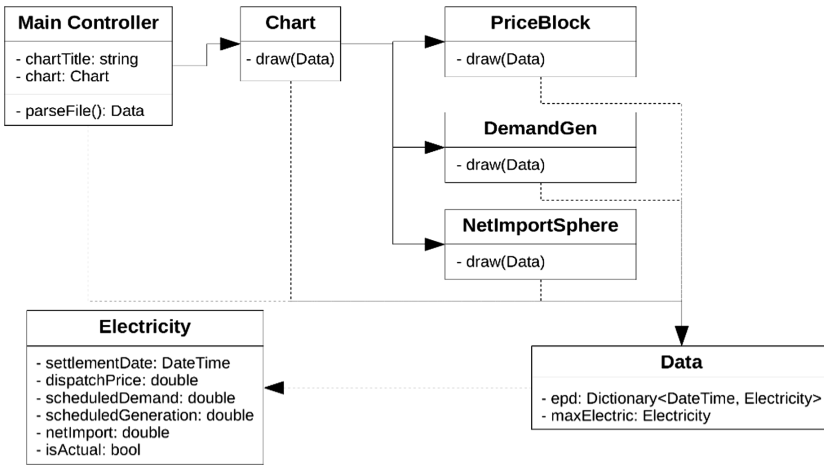 Main Controller
- chartTitle: string
- chart: Chart
- parseFile(): Data
Chart
- draw(Data)
PriceBlock
- draw(Data)
DemandGen
- draw(Data)
NetImportSphere
- draw(Data)
Electricity
- settlementDate: DateTime
- dispatchPrice: double
- scheduledDemand: double
- scheduledGeneration: double
- netImport: double
- isActual: bool
Data
- epd: Dictionary<DateTime, Electricity>
- maxElectric: Electricity